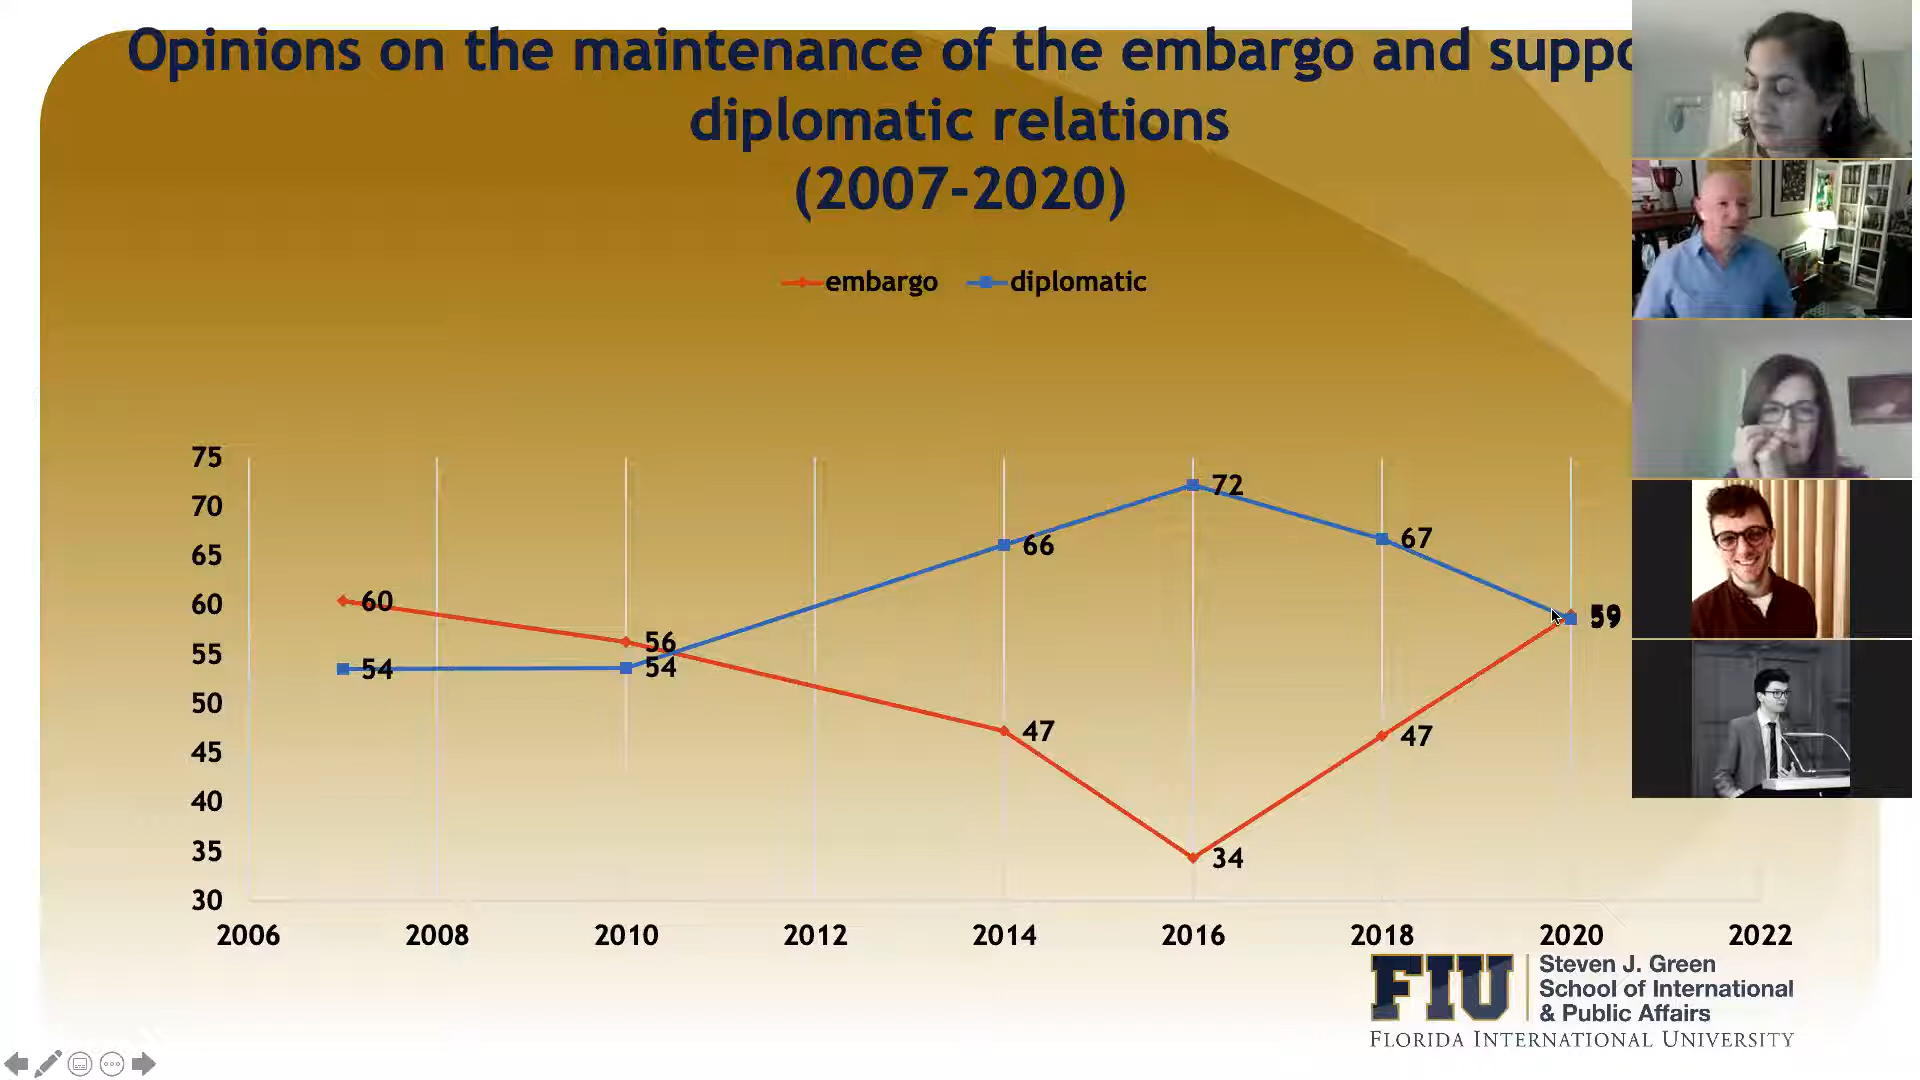 Opinions on the maintenance of the embargo and
diplomatic relations
(2007-2020)
embargo diplomatic
75
70
65
60
55
50
45
40
35
30
60
56
54
54
66
47
72
34
67
47
59
2006 2008 2010 2012 2014 2016 2018 2020 2022
FIU
Steven J. Green
School of International
& Public Affairs
FLORIDA INTERNATIONAL UNIVERSITY